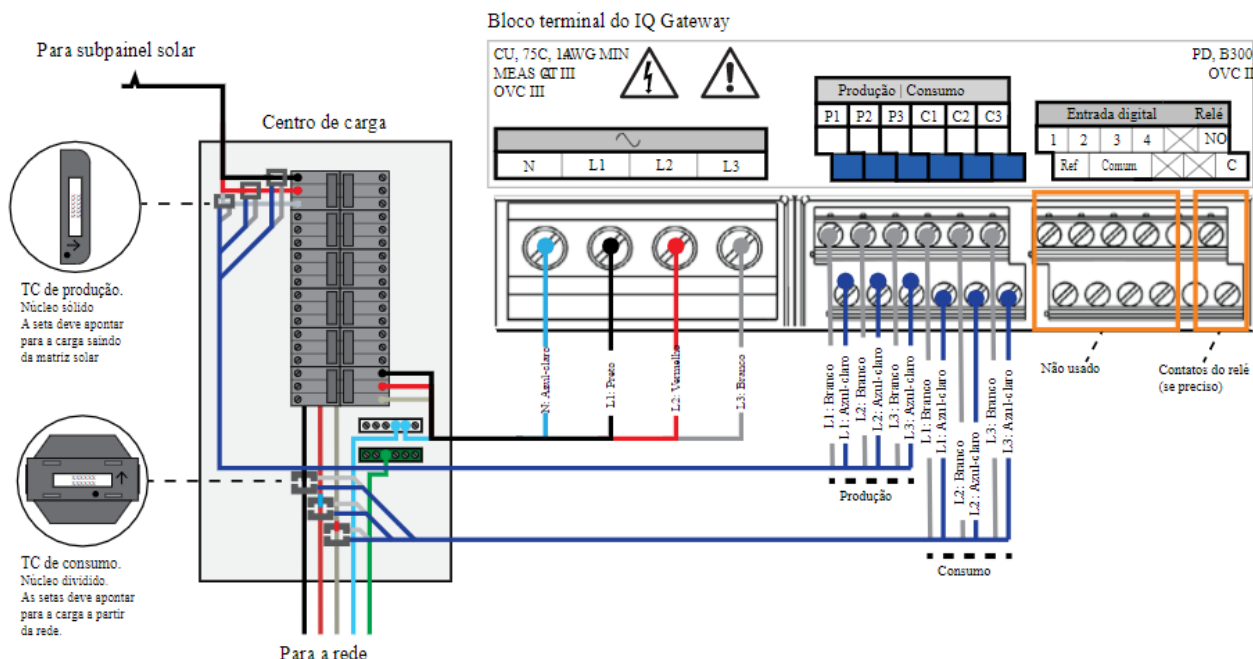 Bloco terminal do IQ Gateway
Para subpainel solar
CU, 75C, 14AWG MIN
MEAS CAT III
OVC III
PD, B300
OVC II
Produção | Consumo
P1 P2 P3 C1 C2 C3
Entrada digital Relé
1 2 3 4 NO
Ref Comum C
N L1 L2 L3
Centro de carga
TC de produção.
Núcleo sólido
A seta deve apontar
para a carga saindo
da matriz solar
N: Azul-claro
L1: Preto
L2: Vermelho
L3: Branco
L1: Branco
L1: Azul-claro
L2: Branco
L2: Azul-claro
L3: Branco
L3: Azul-claro
L1: Branco
L1: Azul-claro
L2: Branco
L2: Azul-claro
L3: Branco
L3: Azul-claro
Não usado
Contatos do relé
(se preciso)
Produção
Consumo
TC de consumo.
Núcleo dividido.
As setas deve apontar
para a carga a partir
da rede.
Para a rede